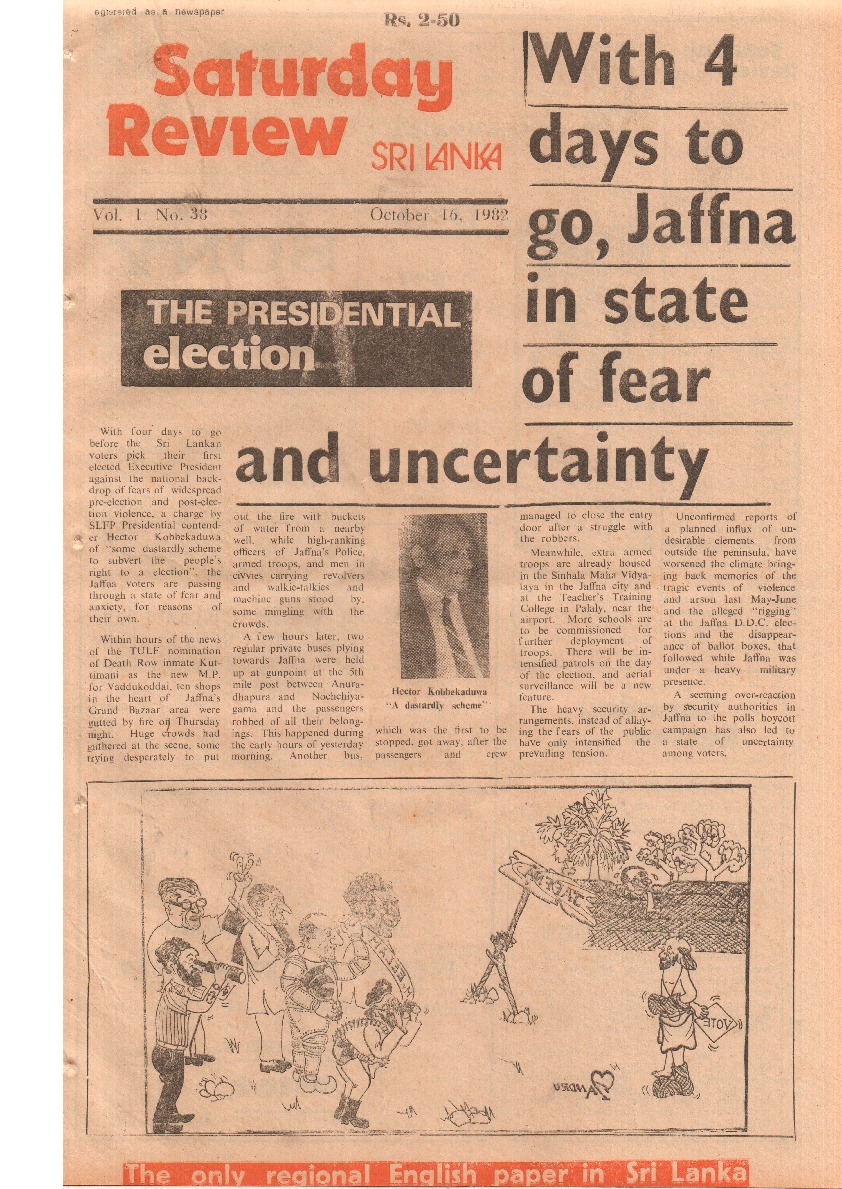 egistered as a newspaper
Rs. 2-50
Saturday
Review
SRI LANKA
Vol. 1 No. 38 October 16, 1982
With 4
days to
go, Jaffna
in state
of fear
and uncertainty
THE PRESIDENTIAL
election
With four days to go
before the Sri Lankan
voters pick their first
elected Executive President
against the national back-
drop of fears of widespread
pre-election and post-elec-
tion violence, a charge by
SLFP Presidential contend-
er Hector Kobbekaduwa
of "some dastardly scheme
to subvert the people's
right to a election", the
Jaffna voters are passing
through a state of fear and
anxiety, for reasons of
their own.
Within hours of the news
of the TULF nomination
of Death Row inmate Kut-
timani as the new M.P.
for Vaddukoddai, ten shops
in the heart of Jaffna's
Grand Bazaar area were
gutted by fire on Thursday
night. Huge crowds had
gathered at the scene, some
trying desperately to put
out the fire with buckets
of water from a nearby
well, while high-ranking
officers of Jaffna's Police,
armed troops, and men in
civvies carrying revolvers
and walkie-talkies and
machine guns stood by,
some mingling with the
crowds.
A few hours later, two
regular private buses plying
towards Jaffna were held
up at gunpoint at the 5th
mile post between Anura-
dhapura and Nochchiya-
gama and the passengers
robbed of all their belong-
ings. This happened during
the early hours of yesterday
morning. Another bus,
Hector Kobbekaduwa
"A dastardly scheme"
which was the first to be
stopped, got away, after the
passengers and crew
managed to close the entry
door after a struggle with
the robbers.
Meanwhile, extra armed
troops are already housed
in the Sinhala Maha Vidya-
laya in the Jaffna city and
at the Teacher's Training
College in Palaly, near the
airport. More schools are
to be commissioned for
further deployment of
troops. There will be in-
tensified patrols on the day
of the election, and aerial
surveillance will be a new
feature.
The heavy security ar-
rangements, instead of allay-
ing the fears of the public
have only intensified the
prevailing tension.
Unconfirmed reports of
a planned influx of un-
desirable elements from
outside the peninsula, have
worsened the climate bring-
ing back memories of the
tragic events of violence
and arson last May-June
and the alleged "rigging"
at the Jaffna D.D.C. elec-
tions and the disappear-
ance of ballot boxes, that
followed while Jaffna was
under a heavy military
presence.
A seeming over-reaction
by security authorities in
Jaffna to the polls boycott
campaign has also led to
a state of uncertainty
among voters.
VOTE
The only regional English paper in Sri Lanka